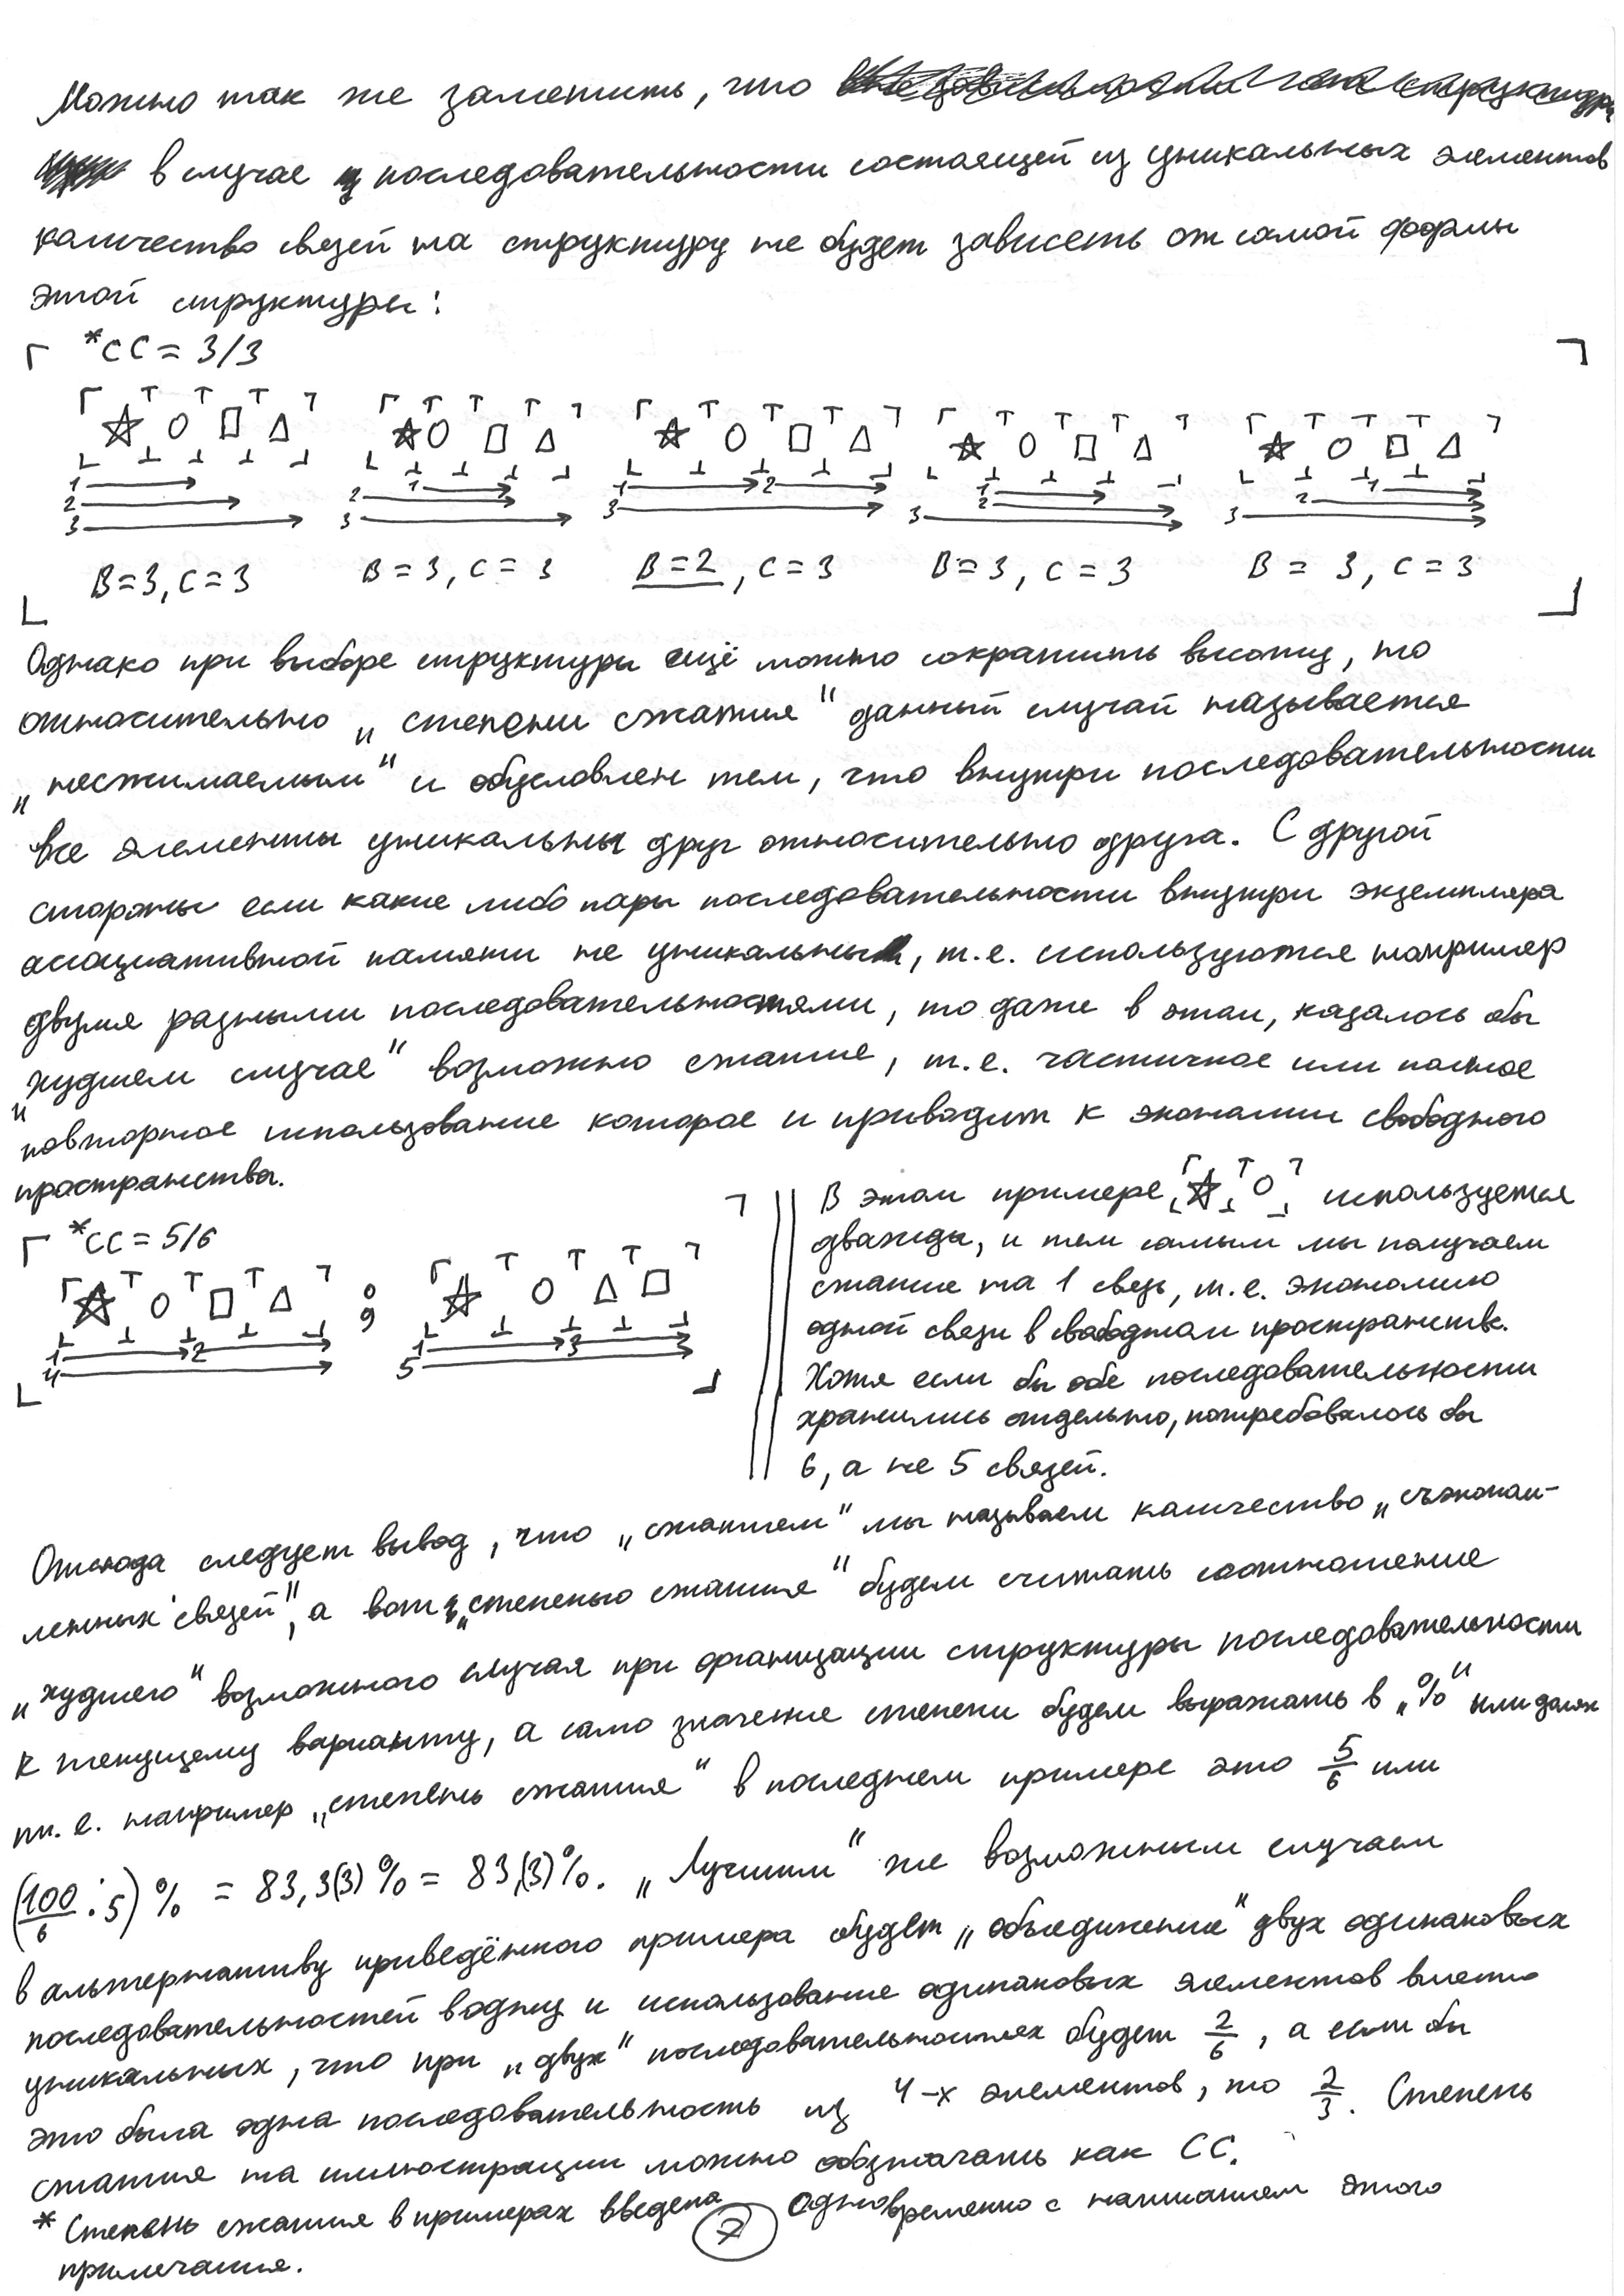 Можно так же заметить, что
в случае последовательности состоящей из уникальных элементов
количество связей на структуру не будет зависеть от самой формы
этой структуры:
*СС = 3/3
1
2
3
B=3, C=3
1
2
3
B=3, C=3
1 2
3
B=2, C=3
1
2
3
B=3, C=3
1
2
3
B = 3, C = 3
Однако при выборе структуры ещё можно сократить высоту, то
относительно „степени сжатия" данный случай называется
„несжимаемым" и обусловлен тем, что внутри последовательности
все элементы уникальны друг относительно друга. С другой
стороны если какие либо пары последовательности внутри экземпляра
ассоциативной памяти не уникальны, т.е. используются например
двумя разными последовательностями, то даже в этом, казалось бы
„худшем случае" возможно сжатие, т.е. частичное или полное
повторное использование которое и приводит к экономии свободного
пространства.
*СС = 5/6
1 2
4
1 3
5
В этом примере используется
дважды, и тем самым мы получаем
сжатие на 1 связь, т.е. экономию
одной связи в свободном пространстве.
Хотя если бы обе последовательности
хранились отдельно, потребовалось бы
6, а не 5 связей.
Отсюда следует вывод, что „сжатием" мы называем количество „съэконом-
ленных связей", а вот „степенью сжатия" будем считать соотношение
„худшего" возможного случая при организации структуры последовательности
к текущему варианту, а само значение степени будем выражать в „%" или долях
т.е. например „степень сжатия" в последнем примере это 5/6 или
(100/6 · 5) % = 83,3(3)% = 83,(3)%. „Лучшим" же возможным случаем
в альтернативу приведённого примера будет „объединение" двух одинаковых
последовательностей в одну и использование одинаковых элементов вместо
уникальных, что при „двух" последовательностях будет 2/6, а если бы
это была одна последовательность из 4-х элементов, то 2/3. Степень
сжатия на иллюстрации можно обозначать как СС.
* Степень сжатия в примерах введена одновременно с написанием этого
примечания.
7